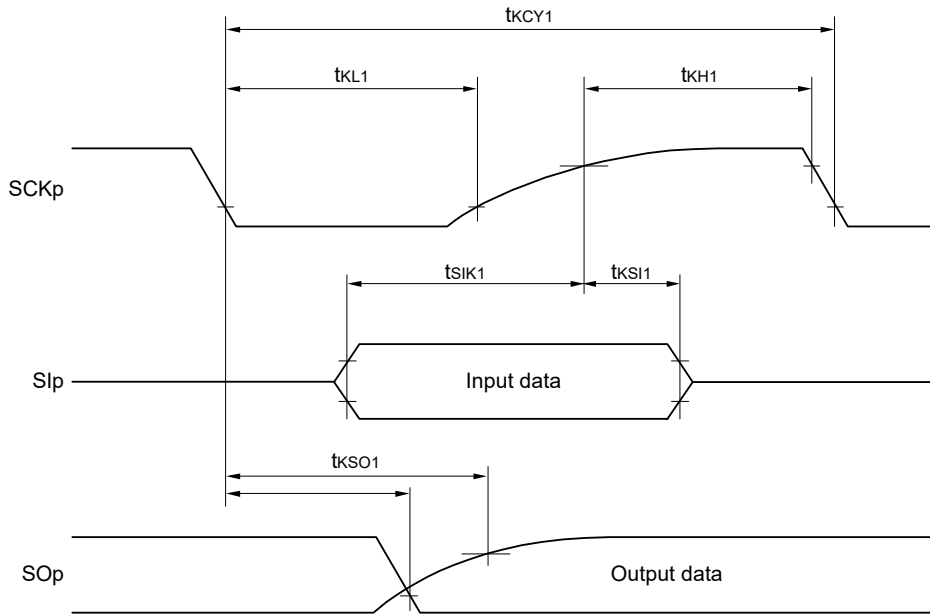 tKCY1
tKL1
tKH1
SCKp
tSIK1
tKSI1
SIp
Input data
tKSO1
SOp
Output data